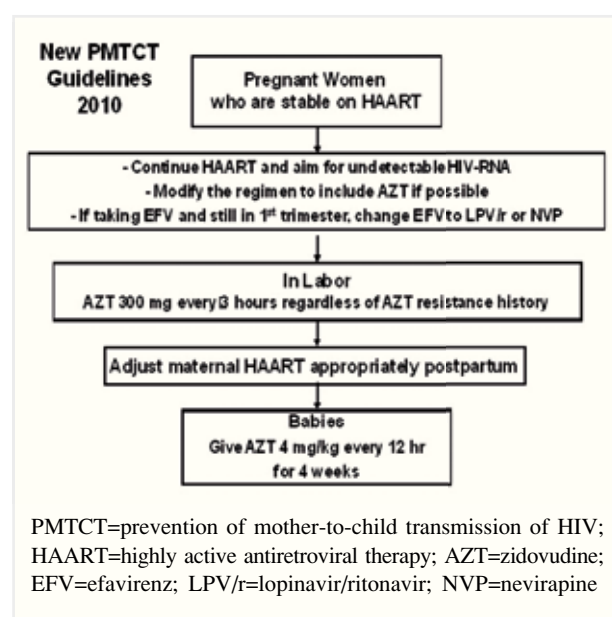 New PMTCT
Guidelines
2010
Pregnant Women
who are stable on HAART
-Continue HAART and aim for undetectable HIV-RNA
-Modify the regimen to include AZT if possible
-If taking EFV and still in 1st trimester, change EFV to LPV/r or NVP
In Labor
AZT 300 mg every 3 hours regardless of AZT resistance history
Adjust maternal HAART appropriately postpartum
Babies
Give AZT 4 mg/kg every 12 hr
for 4 weeks
PMTCT=prevention of mother-to-child transmission of HIV;
HAART=highly active antiretroviral therapy; AZT=zidovudine;
EFV=efavirenz; LPV/r=lopinavir/ritonavir; NVP=nevirapine